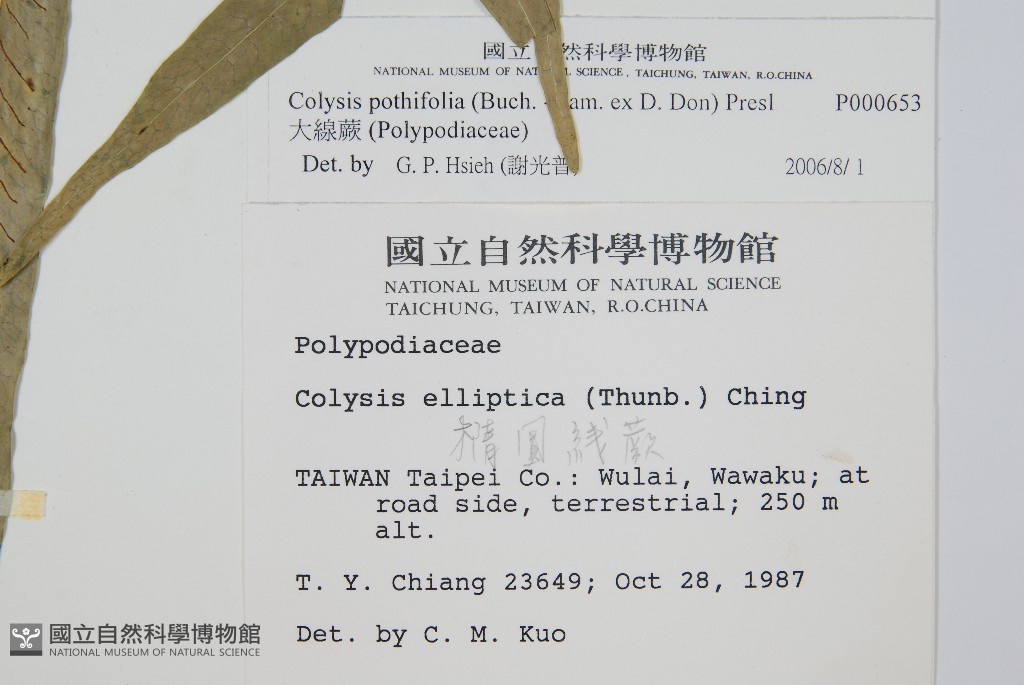 國立 然科學博物館
NATIONAL MUSEUM OF NAT L SCIENCE, TAICHUNG, TAIWAN, R.O.CHINA
Colysis pothifolia (Buch. - am. ex D. Don) Presl P000653
大線蕨 (Polypodiaceae)
Det. by G. P. Hsieh (謝光普) 2006/8/ 1
國立自然科學博物館
NATIONAL MUSEUM OF NATURAL SCIENCE
TAICHUNG, TAIWAN, R.O.CHINA
Polypodiaceae
Colysis elliptica (Thunb.) Ching
圓線蕨
TAIWAN Taipei Co.: Wulai, Wawaku; at
road side, terrestrial; 250 m
alt.
T. Y. Chiang 23649; Oct 28, 1987
Det. by C. M. Kuo
國立自然科學博物館
NATIONAL MUSEUM OF NATURAL SCIENCE